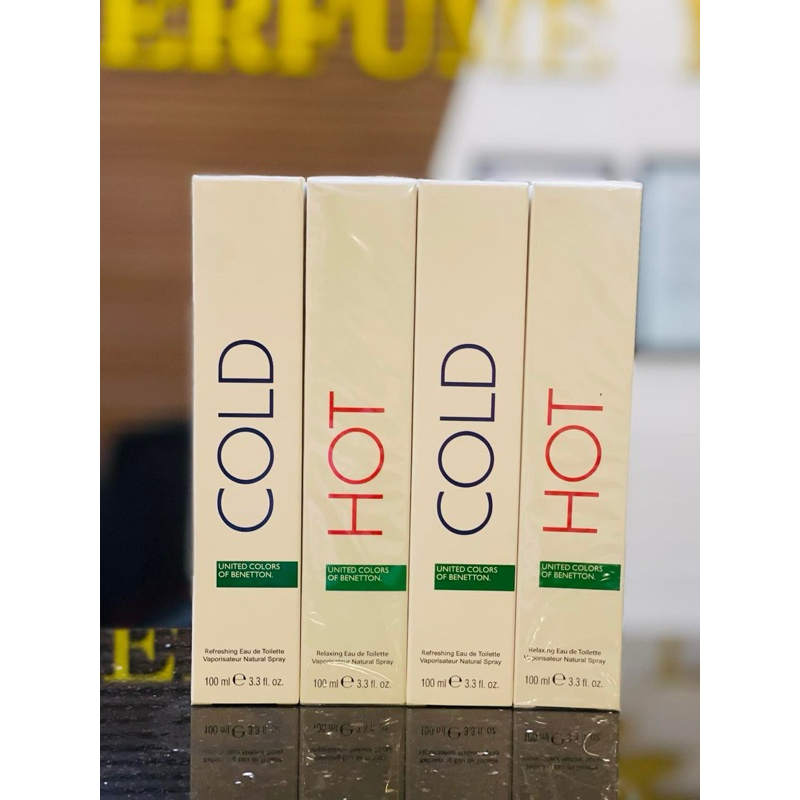 PERFUME
COLD
UNITED COLORS
OF BENETTON.
Refreshing Eau de Toilette
Vaporisateur Natural Spray
100 ml ℮ 3.3 fl. oz.
HOT
UNITED COLORS
OF BENETTON.
Relaxing Eau de Toilette
Vaporisateur Natural Spray
100 ml ℮ 3.3 fl. oz.
COLD
UNITED COLORS
OF BENETTON.
Refreshing Eau de Toilette
Vaporisateur Natural Spray
100 ml ℮ 3.3 fl. oz.
HOT
UNITED COLORS
OF BENETTON.
Relaxing Eau de Toilette
Vaporisateur Natural Spray
100 ml ℮ 3.3 fl. oz.